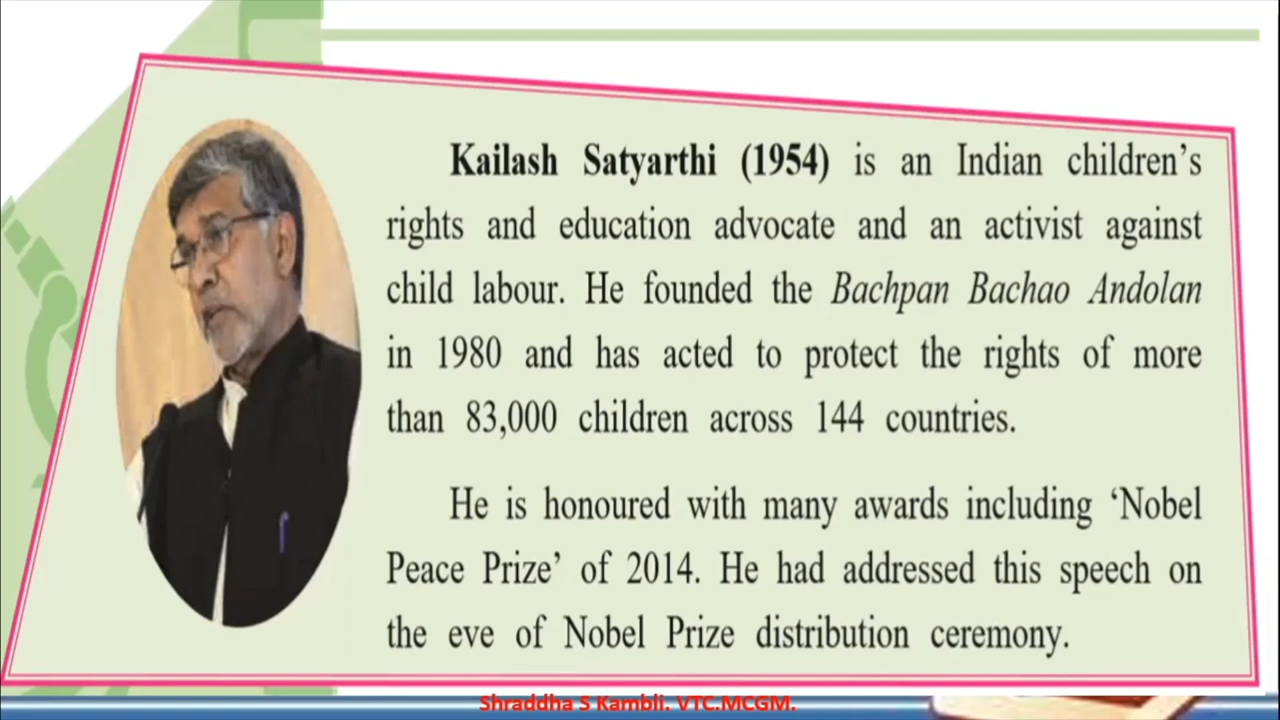 Kailash Satyarthi (1954) is an Indian children's
rights and education advocate and an activist against
child labour. He founded the Bachpan Bachao Andolan
in 1980 and has acted to protect the rights of more
than 83,000 children across 144 countries.
He is honoured with many awards including ‘Nobel
Peace Prize’ of 2014. He had addressed this speech on
the eve of Nobel Prize distribution ceremony.
Shraddha S Kambli. VTC.MCGM.